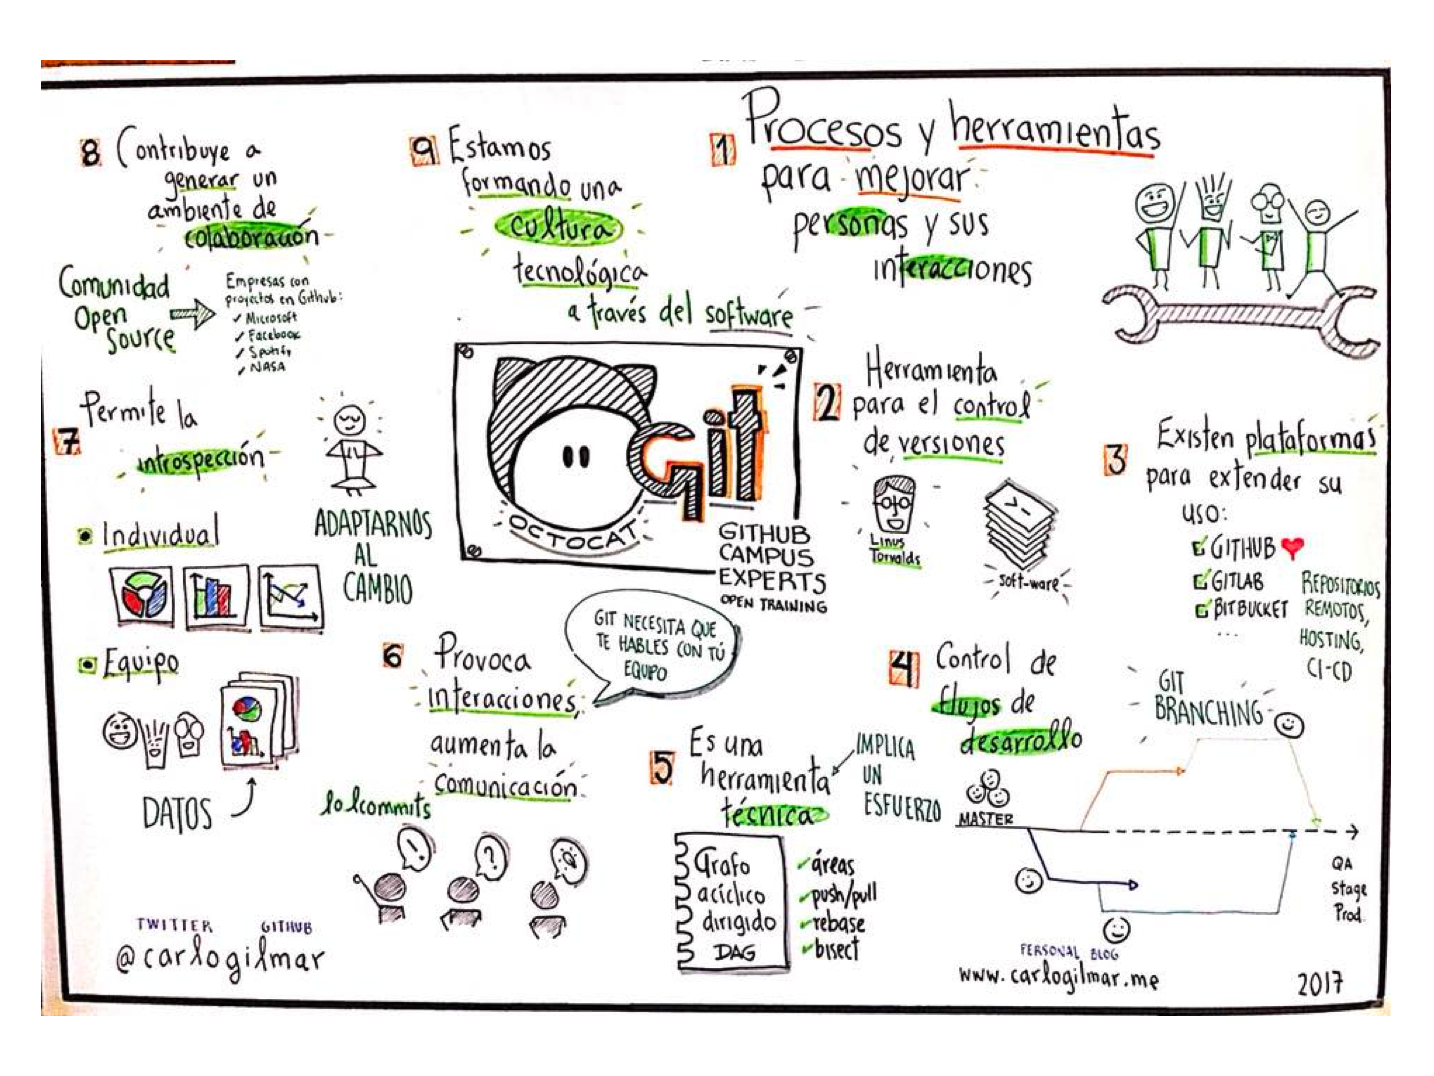 1 Procesos y herramientas
para mejorar
personas y sus
interacciones
2 Herramienta
para el control
de versiones
Linus
Torvalds
soft-ware
3 Existen plataformas
para extender su
uso:
GITHUB
GITLAB
BITBUCKET
...
REPOSITORIOS
REMOTOS,
HOSTING,
CI-CD
4 Control de
flujos de
desarrollo
GIT
BRANCHING
MASTER
QA
Stage
Prod.
5 Es una
herramienta
técnica
IMPLICA
UN
ESFUERZO
Grafo
acíclico
dirigido
DAG
áreas
push/pull
rebase
bisect
6 Provoca
interacciones,
aumenta la
comunicación
GIT NECESITA QUE
TE HABLES CON TÚ
EQUIPO
lolcommits
!
?
7 Permite la
introspección
ADAPTARNOS
AL
CAMBIO
Individual
Equipo
DATOS
8 Contribuye a
generar un
ambiente de
colaboración
Comunidad
Open
Source
Empresas con
proyectos en Github:
Microsoft
Facebook
Spotify
NASA
9 Estamos
formando una
cultura
tecnológica
a través del software
git
OCTOCAT
GITHUB
CAMPUS
EXPERTS
OPEN TRAINING
TWITTER GITHUB
@carlogilmar
PERSONAL BLOG
www.carlogilmar.me
2017